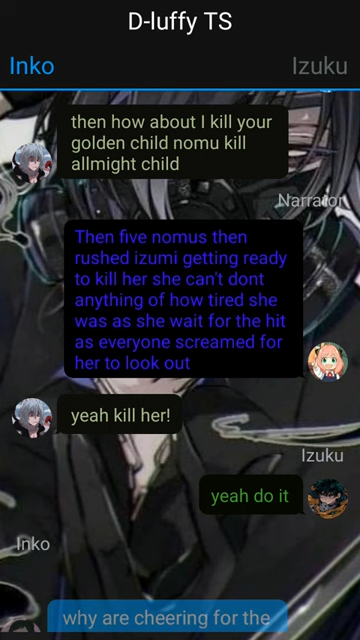 D-luffy TS
Inko
Izuku
then how about I kill your
golden child nomu kill
allmight child
Narrator
Then five nomus then
rushed izumi getting ready
to kill her she can't dont
anything of how tired she
was as she wait for the hit
as everyone screamed for
her to look out
yeah kill her!
Izuku
yeah do it
Inko
why are cheering for the